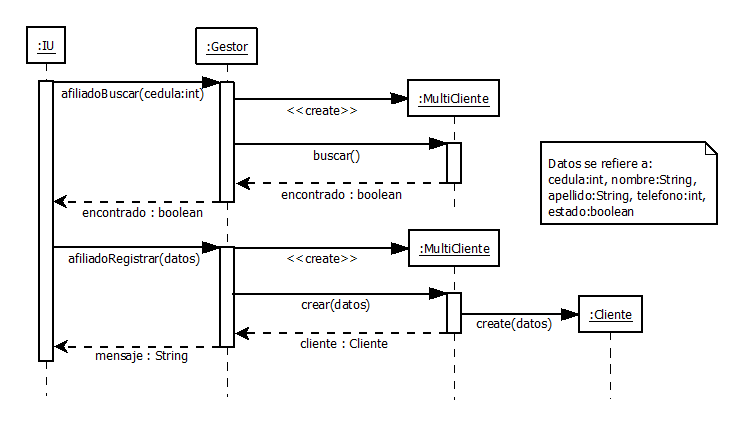 :IU
:Gestor
afiliadoBuscar(cedula:int)
:MultiCliente
<<create>>
buscar()
encontrado : boolean
encontrado : boolean
Datos se refiere a:
cedula:int, nombre:String,
apellido:String, telefono:int,
estado:boolean
afiliadoRegistrar(datos)
:MultiCliente
<<create>>
crear(datos)
:Cliente
create(datos)
cliente : Cliente
mensaje : String